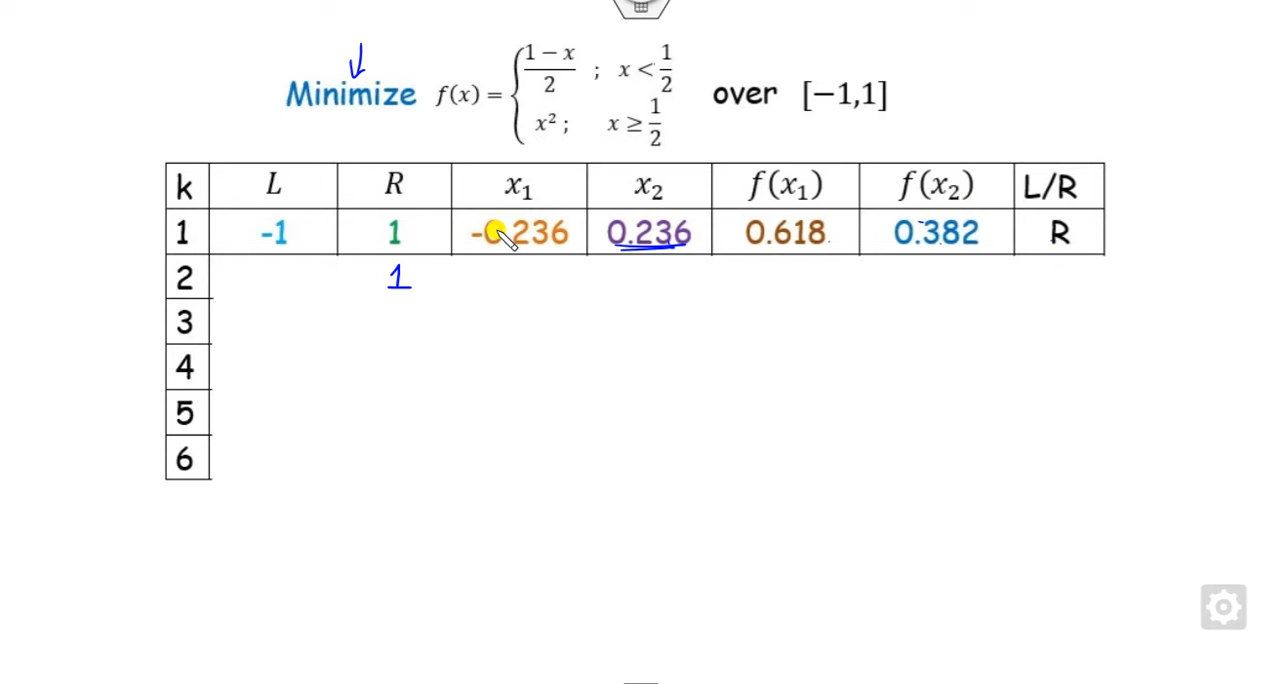 Minimize f(x) = { (1 − x)/2 ; x < 1/2 over [−1,1]
x² ; x ≥ 1/2
k L R x₁ x₂ f(x₁) f(x₂) L/R
1 -1 1 -0.236 0.236 0.618 0.382 R
2 1
3
4
5
6